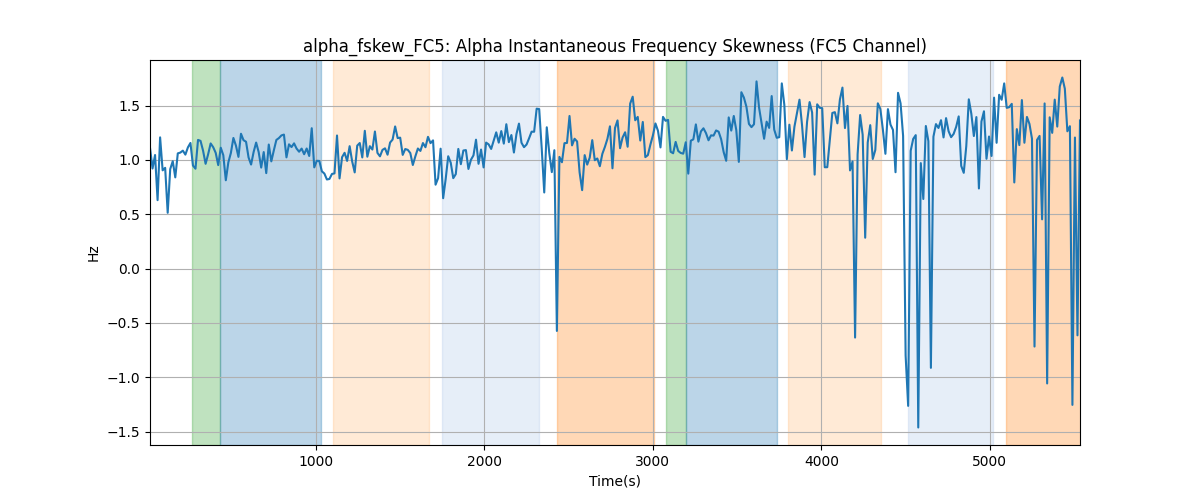 alpha_fskew_FC5: Alpha Instantaneous Frequency Skewness (FC5 Channel)
Hz
1.5
1.0
0.5
0.0
−0.5
−1.0
−1.5
1000 2000 3000 4000 5000
Time(s)